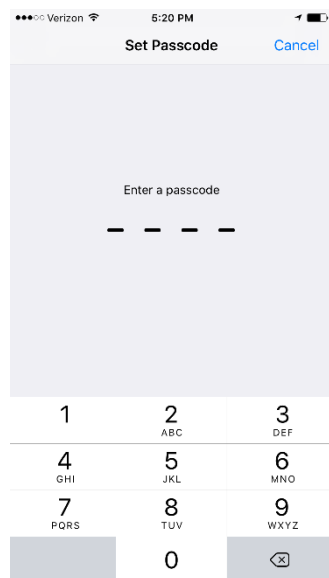 Verizon 5:20 PM
Set Passcode Cancel
Enter a passcode
1 2 3
ABC DEF
4 5 6
GHI JKL MNO
7 8 9
PQRS TUV WXYZ
0